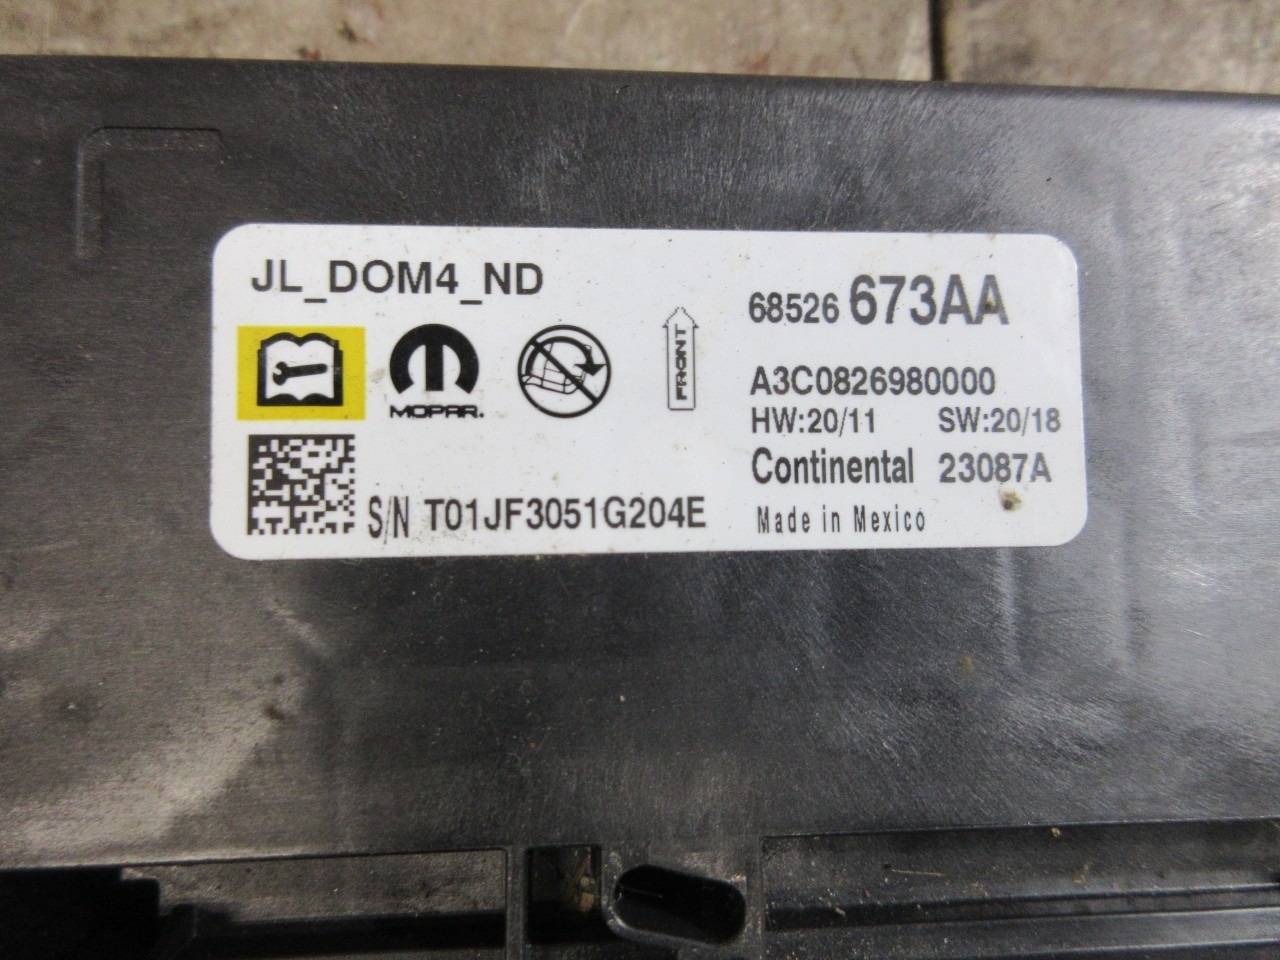 JL_DOM4_ND
68526 673AA
MOPAR.
FRONT
A3C0826980000
HW:20/11 SW:20/18
Continental 23087A
S/N T01JF3051G204E
Made in Mexico